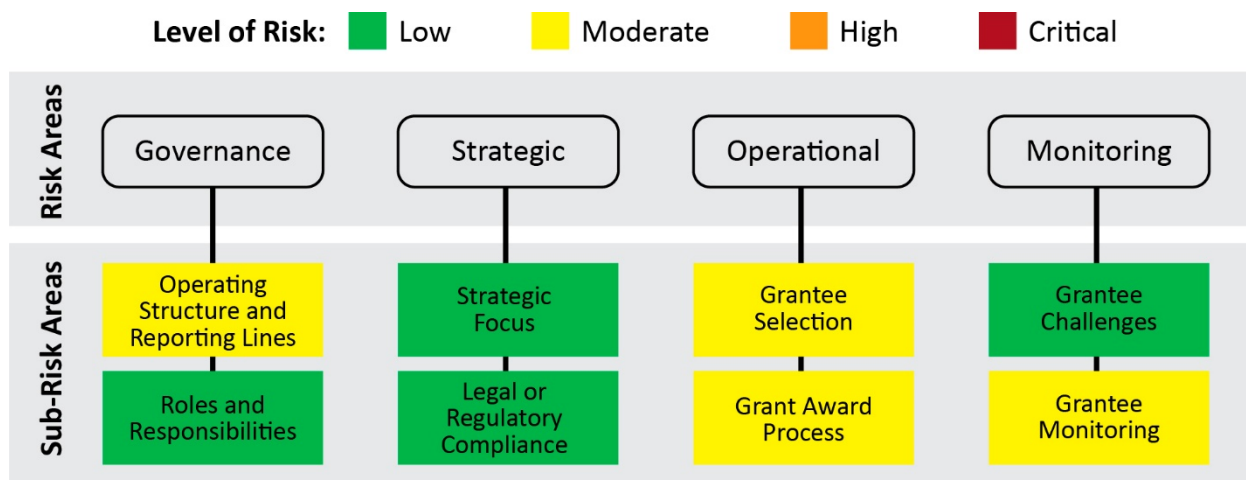 Level of Risk: Low Moderate High Critical
Risk Areas
Governance Strategic Operational Monitoring
Sub-Risk Areas
Operating
Structure and
Reporting Lines
Strategic
Focus
Grantee
Selection
Grantee
Challenges
Roles and
Responsibilities
Legal or
Regulatory
Compliance
Grant Award
Process
Grantee
Monitoring